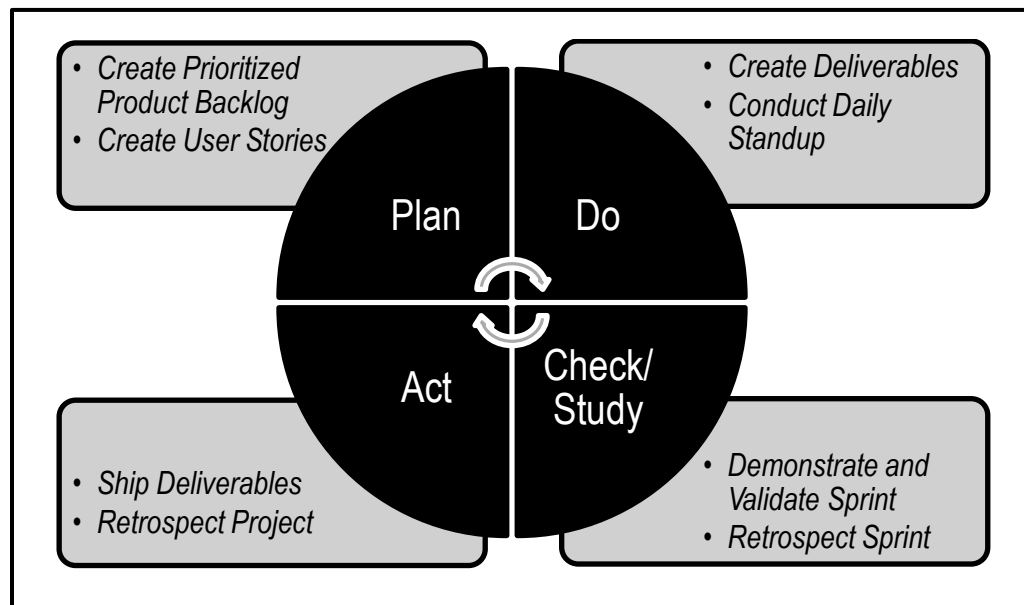 • Create Prioritized
Product Backlog
• Create User Stories
• Create Deliverables
• Conduct Daily
Standup
Plan
Do
Act
Check/
Study
• Ship Deliverables
• Retrospect Project
• Demonstrate and
Validate Sprint
• Retrospect Sprint